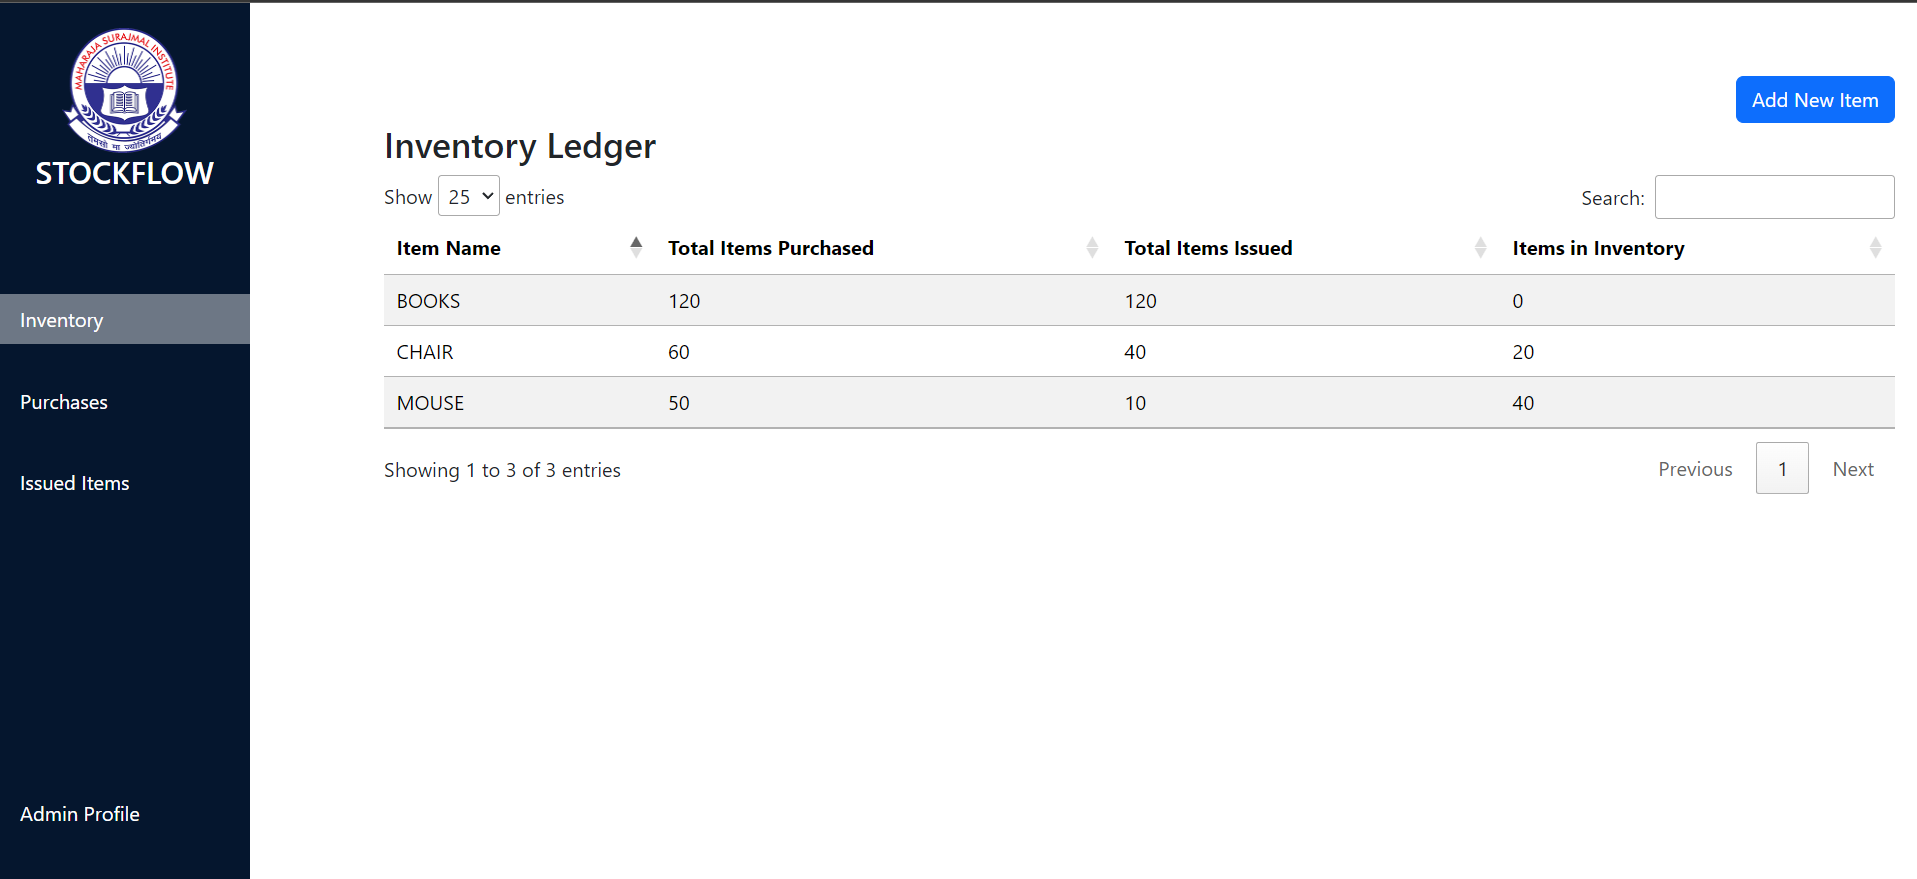 MAHARAJA SURAJMAL INSTITUTE
तमसो मा ज्योतिर्गमय
STOCKFLOW
Inventory
Purchases
Issued Items
Admin Profile
Add New Item
Inventory Ledger
Show 25 entries
Search:
Item Name Total Items Purchased Total Items Issued Items in Inventory
BOOKS 120 120 0
CHAIR 60 40 20
MOUSE 50 10 40
Showing 1 to 3 of 3 entries
Previous 1 Next